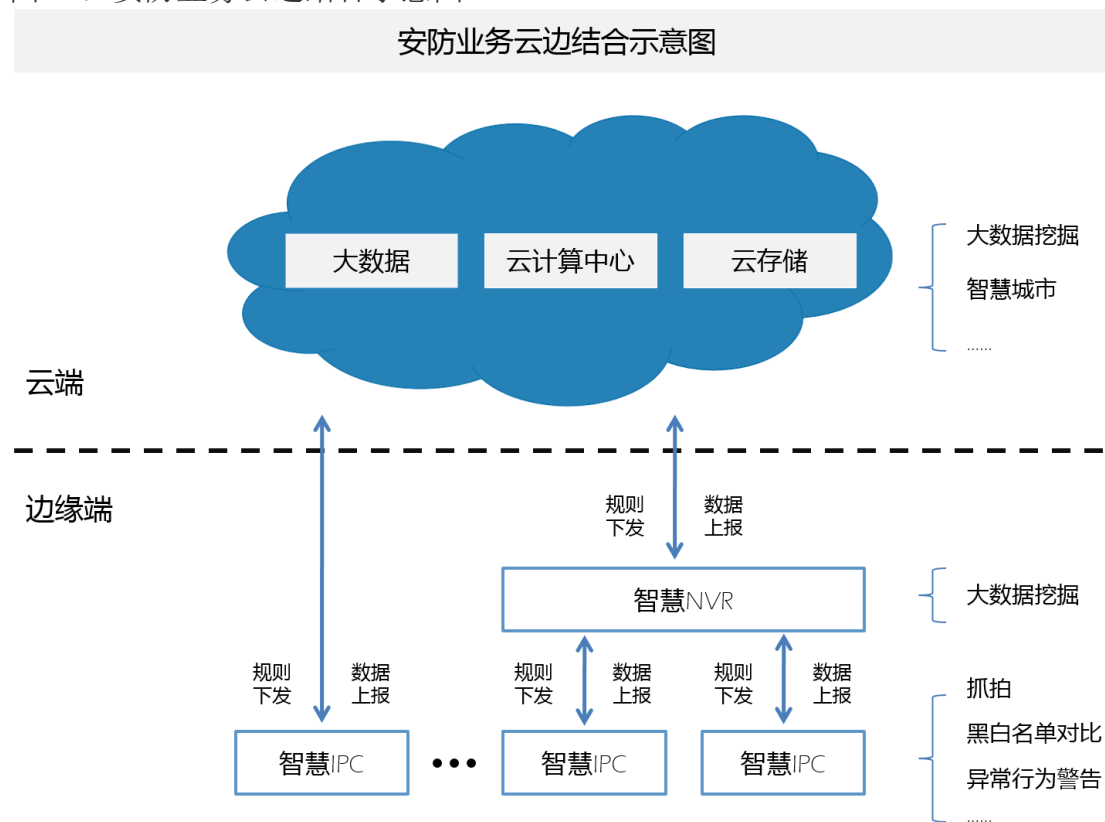 安防业务云边结合示意图
大数据
云计算中心
云存储
大数据挖掘
智慧城市
......
云端
边缘端
规则
下发
数据
上报
智慧NVR
大数据挖掘
规则
下发
数据
上报
规则
下发
数据
上报
规则
下发
数据
上报
智慧IPC
•••
智慧IPC
智慧IPC
抓拍
黑白名单对比
异常行为警告
......